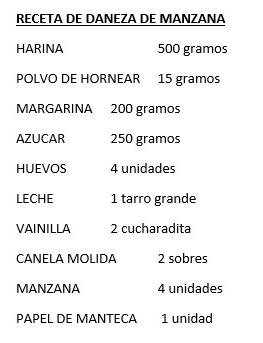 RECETA DE DANEZA DE MANZANA
HARINA 500 gramos
POLVO DE HORNEAR 15 gramos
MARGARINA 200 gramos
AZUCAR 250 gramos
HUEVOS 4 unidades
LECHE 1 tarro grande
VAINILLA 2 cucharadita
CANELA MOLIDA 2 sobres
MANZANA 4 unidades
PAPEL DE MANTECA 1 unidad